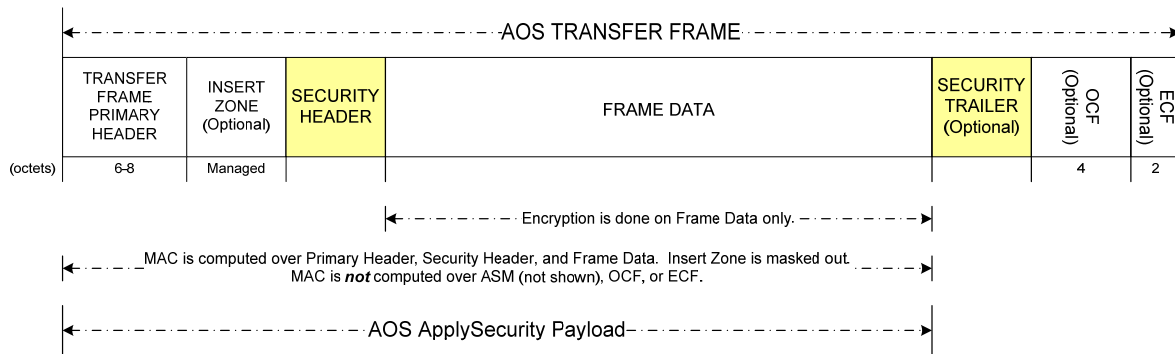 AOS TRANSFER FRAME
TRANSFER
FRAME
PRIMARY
HEADER
INSERT
ZONE
(Optional)
SECURITY
HEADER
FRAME DATA
SECURITY
TRAILER
(Optional)
OCF
(Optional)
ECF
(Optional)
(octets)
6-8
Managed
4
2
Encryption is done on Frame Data only.
MAC is computed over Primary Header, Security Header, and Frame Data. Insert Zone is masked out.
MAC is not computed over ASM (not shown), OCF, or ECF.
AOS ApplySecurity Payload